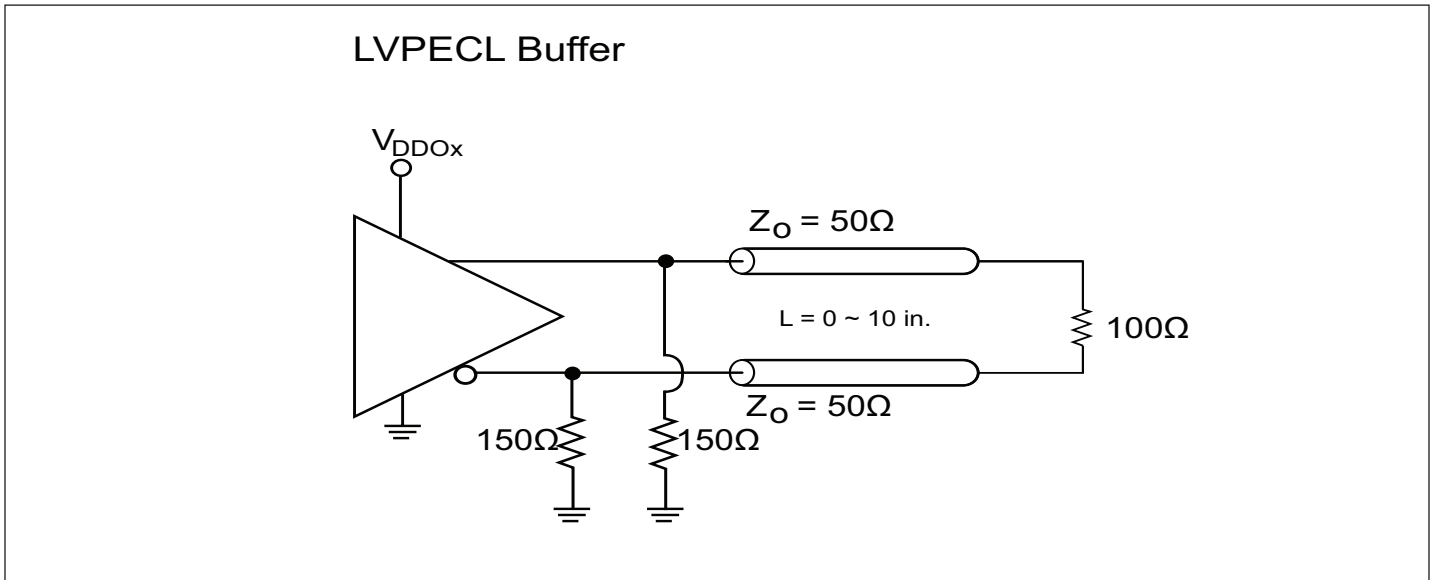 LVPECL Buffer
VDDOx
ZO = 50Ω
L = 0 ~ 10 in.
100Ω
ZO = 50Ω
150Ω
150Ω